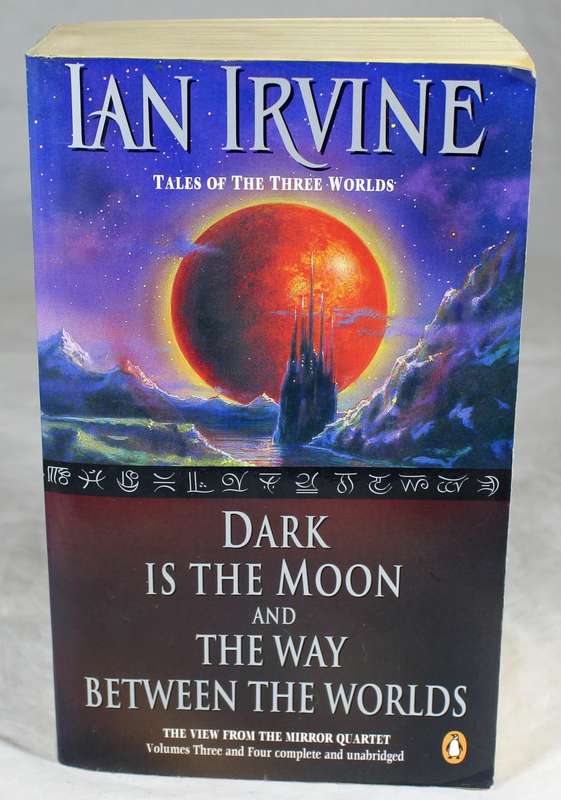 IAN IRVINE
TALES OF THE THREE WORLDS
DARK
IS THE MOON
AND
THE WAY
BETWEEN THE WORLDS
THE VIEW FROM THE MIRROR QUARTET
Volumes Three and Four complete and unabridged